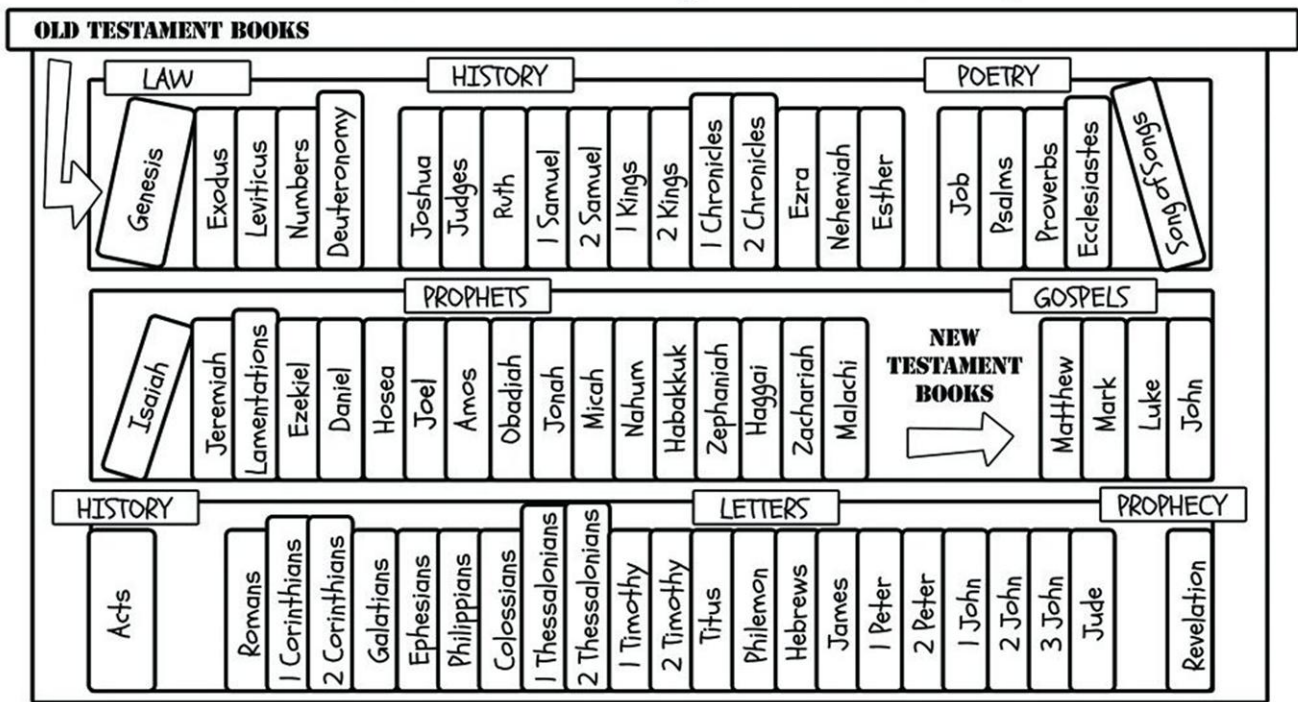 OLD TESTAMENT BOOKS
LAW
Genesis
Exodus
Leviticus
Numbers
Deuteronomy
HISTORY
Joshua
Judges
Ruth
1 Samuel
2 Samuel
1 Kings
2 Kings
1 Chronicles
2 Chronicles
Ezra
Nehemiah
Esther
POETRY
Job
Psalms
Proverbs
Ecclesiastes
Song of Songs
PROPHETS
Isaiah
Jeremiah
Lamentations
Ezekiel
Daniel
Hosea
Joel
Amos
Obadiah
Jonah
Micah
Nahum
Habakkuk
Zephaniah
Haggai
Zachariah
Malachi
NEW
TESTAMENT
BOOKS
GOSPELS
Matthew
Mark
Luke
John
HISTORY
Acts
LETTERS
Romans
1 Corinthians
2 Corinthians
Galatians
Ephesians
Philippians
Colossians
1 Thessalonians
2 Thessalonians
1 Timothy
2 Timothy
Titus
Philemon
Hebrews
James
1 Peter
2 Peter
1 John
2 John
3 John
Jude
PROPHECY
Revelation